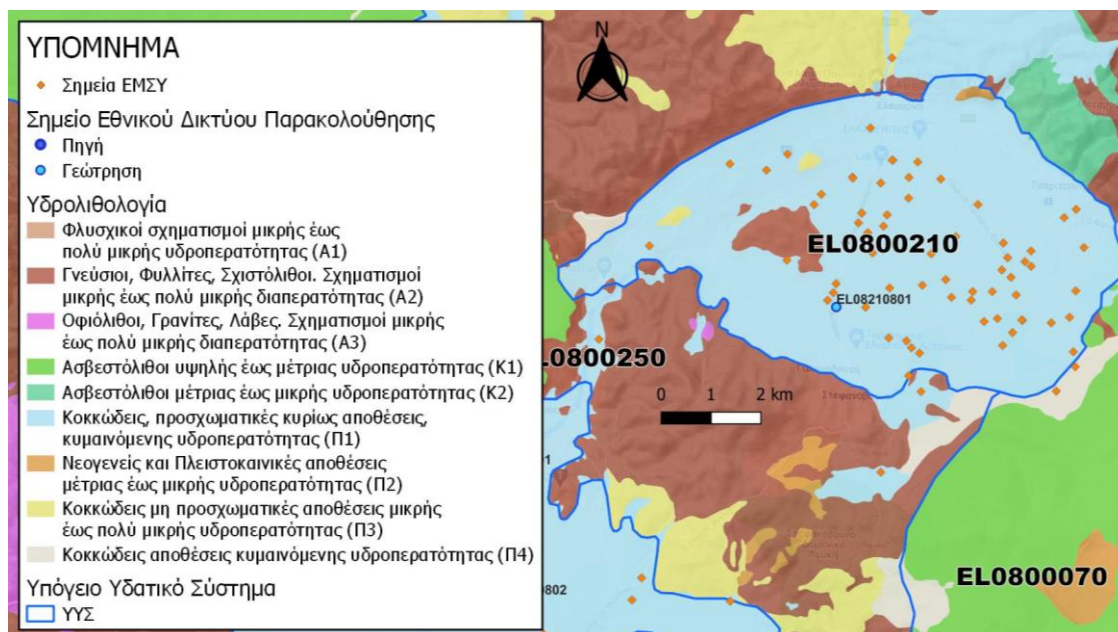 ΥΠΟΜΝΗΜΑ
Σημεία ΕΜΣΥ
Σημείο Εθνικού Δικτύου Παρακολούθησης
Πηγή
Γεώτρηση
Υδρολιθολογία
Φλυσχικοί σχηματισμοί μικρής έως
πολύ μικρής υδροπερατότητας (Α1)
Γνεύσιοι, Φυλλίτες, Σχιστόλιθοι. Σχηματισμοί
μικρής έως πολύ μικρής διαπερατότητας (Α2)
Οφιόλιθοι, Γρανίτες, Λάβες. Σχηματισμοί μικρής
έως πολύ μικρής διαπερατότητας (Α3)
Ασβεστόλιθοι υψηλής έως μέτριας υδροπερατότητας (Κ1)
Ασβεστόλιθοι μέτριας έως μικρής υδροπερατότητας (Κ2)
Κοκκώδεις, προσχωματικές κυρίως αποθέσεις,
κυμαινόμενης υδροπερατότητας (Π1)
Νεογενείς και Πλειστοκαινικές αποθέσεις
μέτριας έως μικρής υδροπερατότητας (Π2)
Κοκκώδεις μη προσχωματικές αποθέσεις μικρής
έως πολύ μικρής υδροπερατότητας (Π3)
Κοκκώδεις αποθέσεις κυμαινόμενης υδροπερατότητας (Π4)
Υπόγειο Υδατικό Σύστημα
ΥΥΣ
N
EL0800210
EL08210801
L0800250
0 1 2 km
EL0800070
0802